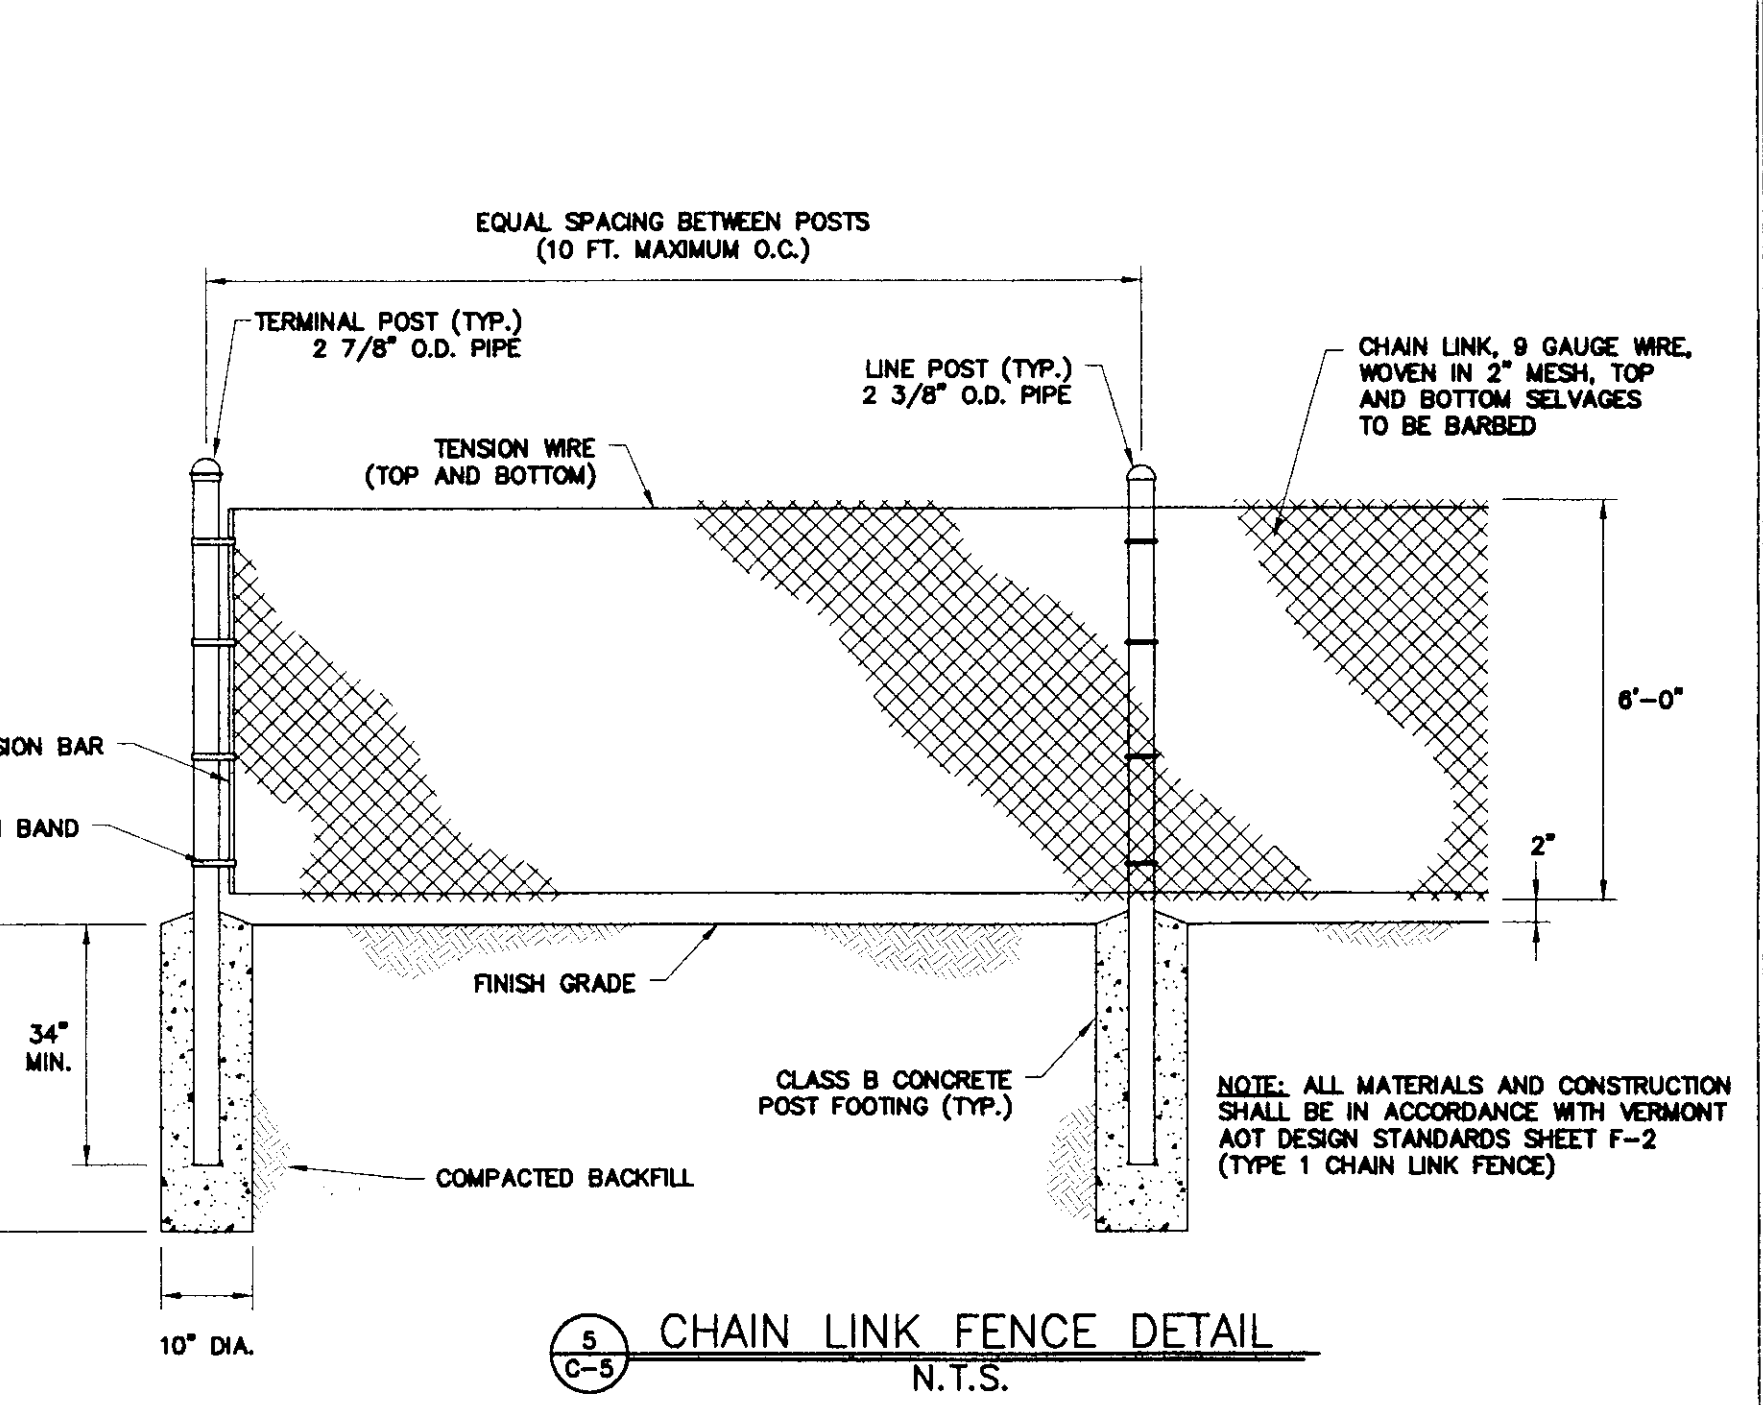 EQUAL SPACING BETWEEN POSTS
(10 FT. MAXIMUM O.C.)
TERMINAL POST (TYP.)
2 7/8" O.D. PIPE
LINE POST (TYP.)
2 3/8" O.D. PIPE
CHAIN LINK, 9 GAUGE WIRE,
WOVEN IN 2" MESH, TOP
AND BOTTOM SELVAGES
TO BE BARBED
TENSION WIRE
(TOP AND BOTTOM)
6'-0"
SION BAR
BAND
2"
FINISH GRADE
34"
MIN.
CLASS B CONCRETE
POST FOOTING (TYP.)
NOTE: ALL MATERIALS AND CONSTRUCTION
SHALL BE IN ACCORDANCE WITH VERMONT
AOT DESIGN STANDARDS SHEET F-2
(TYPE 1 CHAIN LINK FENCE)
COMPACTED BACKFILL
10" DIA.
5
C-5
CHAIN LINK FENCE DETAIL
N.T.S.